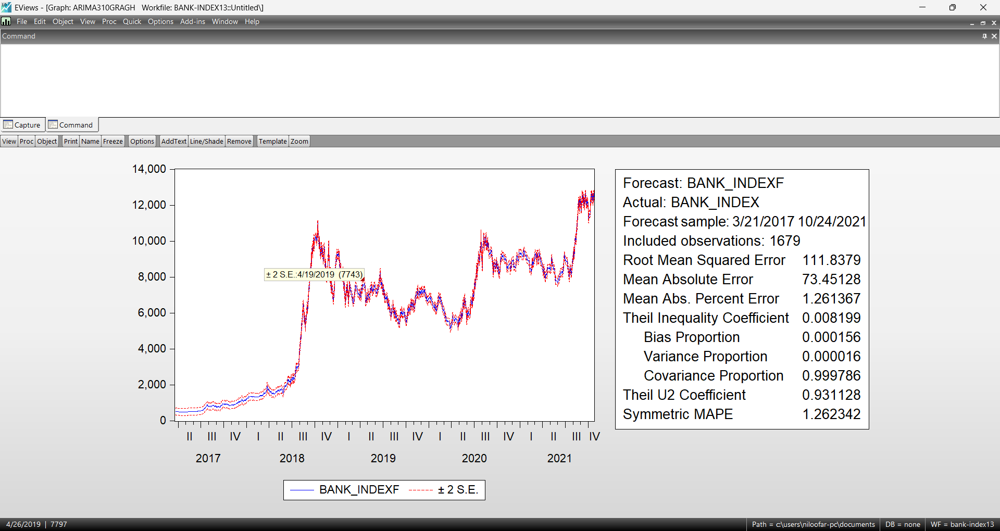 EViews - [Graph: ARIMA310GRAGH   Workfile: BANK-INDEX13::Untitled\]
File Edit Object View Proc Quick Options Add-ins Window Help
Command
Capture Command
View Proc Object Print Name Freeze Options AddText Line/Shade Remove Template Zoom
14,000
12,000
10,000
8,000
6,000
4,000
2,000
0
± 2 S.E.:4/19/2019 (7743)
II III IV I II III IV I II III IV I II III IV I II III IV
2017 2018 2019 2020 2021
BANK_INDEXF ± 2 S.E.
Forecast: BANK_INDEXF
Actual: BANK_INDEX
Forecast sample: 3/21/2017 10/24/2021
Included observations: 1679
Root Mean Squared Error 111.8379
Mean Absolute Error 73.45128
Mean Abs. Percent Error 1.261367
Theil Inequality Coefficient 0.008199
Bias Proportion 0.000156
Variance Proportion 0.000016
Covariance Proportion 0.999786
Theil U2 Coefficient 0.931128
Symmetric MAPE 1.262342
4/26/2019 | 7797
Path = c:\users\niloofar-pc\documents DB = none WF = bank-index13